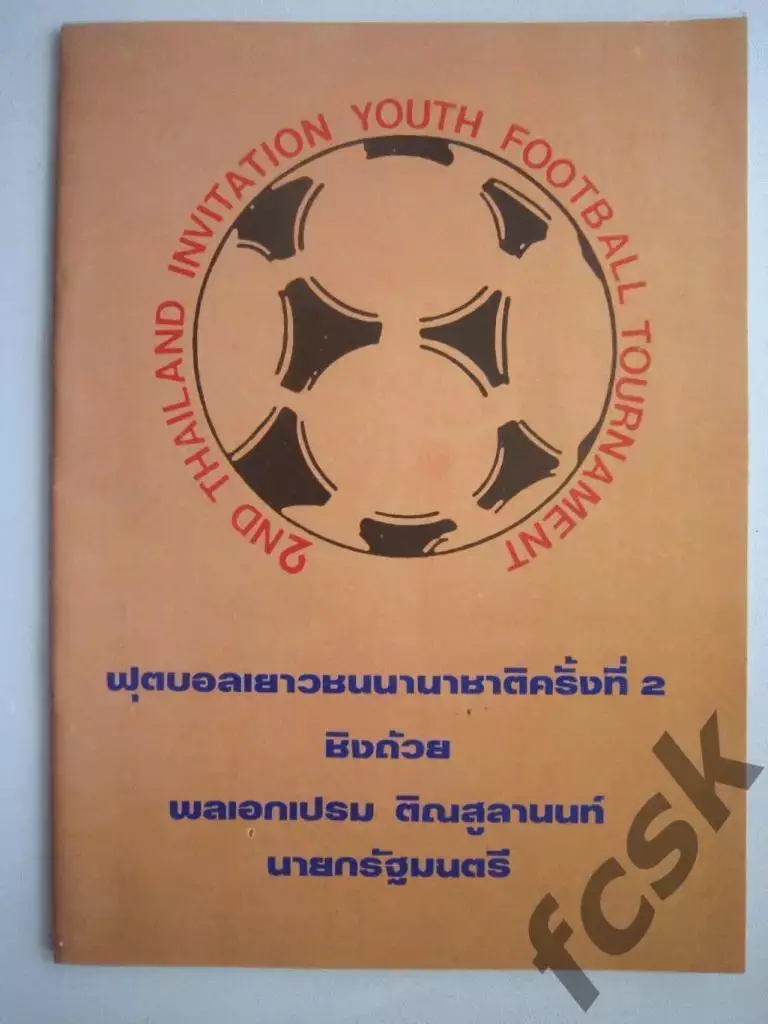 2ND THAILAND INVITATION YOUTH FOOTBALL TOURNAMENT
ฟุตบอลเยาวชนนานาชาติครั้งที่ 2
ชิงถ้วย
พลเอกเปรม ติณสูลานนท์
นายกรัฐมนตรี
fcsk